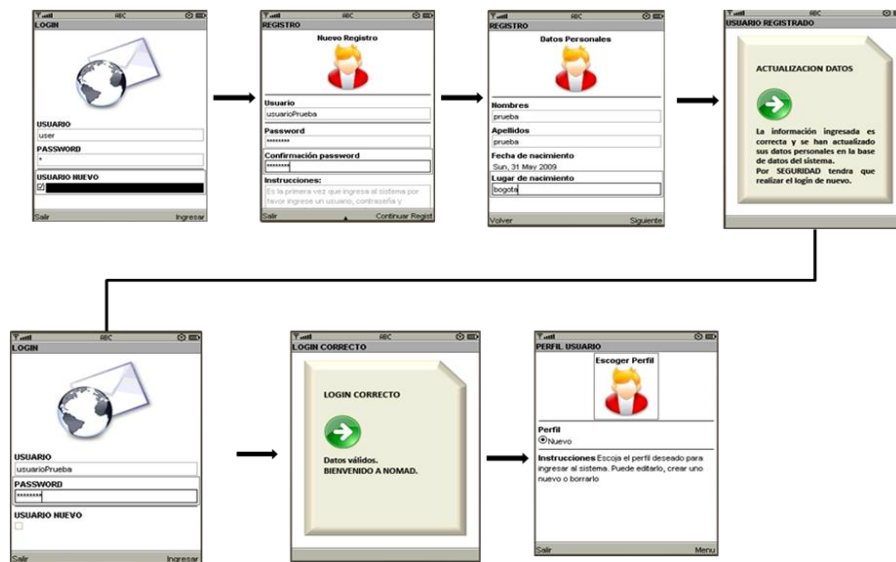 ABC
LOGIN
USUARIO
user
PASSWORD
*
USUARIO NUEVO
Salir Ingresar
ABC
REGISTRO
Nuevo Registro
Usuario
usuarioPrueba
Password
********
Confirmación password
********
Instrucciones:
Es la primera vez que ingresa al sistema por
favor ingrese un usuario, contraseña y
Salir Continuar Regist
ABC
REGISTRO
Datos Personales
Nombres
prueba
Apellidos
prueba
Fecha de nacimiento
Sun, 31 May 2009
Lugar de nacimiento
bogota
Volver Siguiente
ABC
USUARIO REGISTRADO
ACTUALIZACION DATOS
La información ingresada es
correcta y se han actualizado
sus datos personales en la base
de datos del sistema.
Por SEGURIDAD tendra que
realizar el login de nuevo.
ABC
LOGIN
USUARIO
usuarioPrueba
PASSWORD
********
USUARIO NUEVO
Salir Ingresar
ABC
LOGIN CORRECTO
LOGIN CORRECTO
Datos válidos.
BIENVENIDO A NOMAD.
ABC
PERFIL USUARIO
Escoger Perfil
Perfil
Nuevo
Instrucciones Escoja el perfil deseado para
ingresar al sistema. Puede editarlo, crear uno
nuevo o borrarlo
Salir Menu